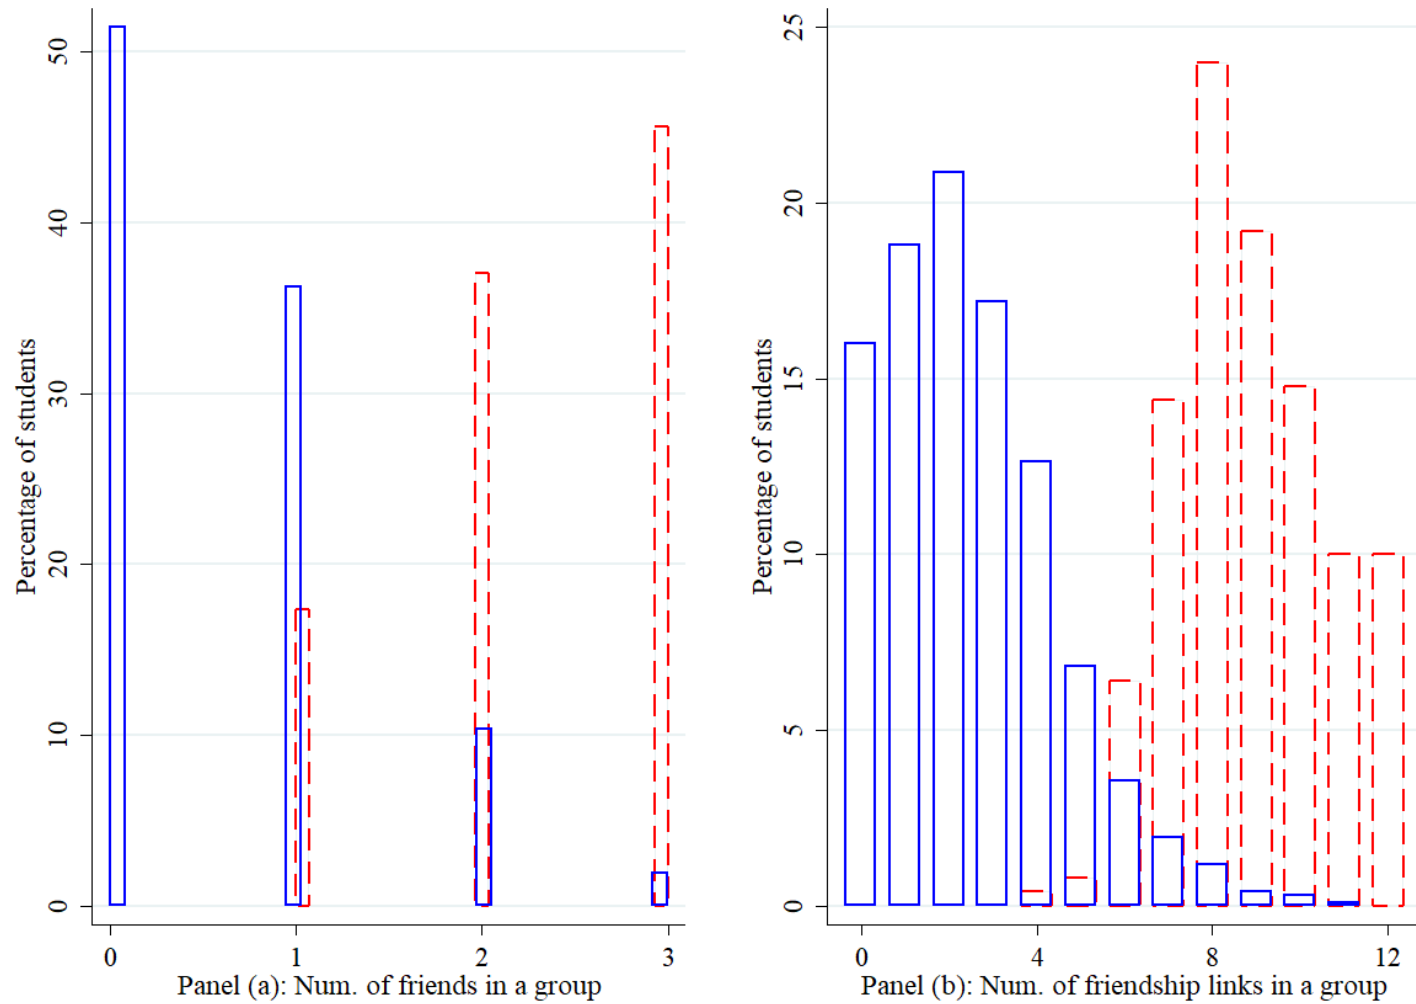 Percentage of students
50
40
30
20
10
0
0 1 2 3
Panel (a): Num. of friends in a group
Percentage of students
25
20
15
10
5
0
0 4 8 12
Panel (b): Num. of friendship links in a group